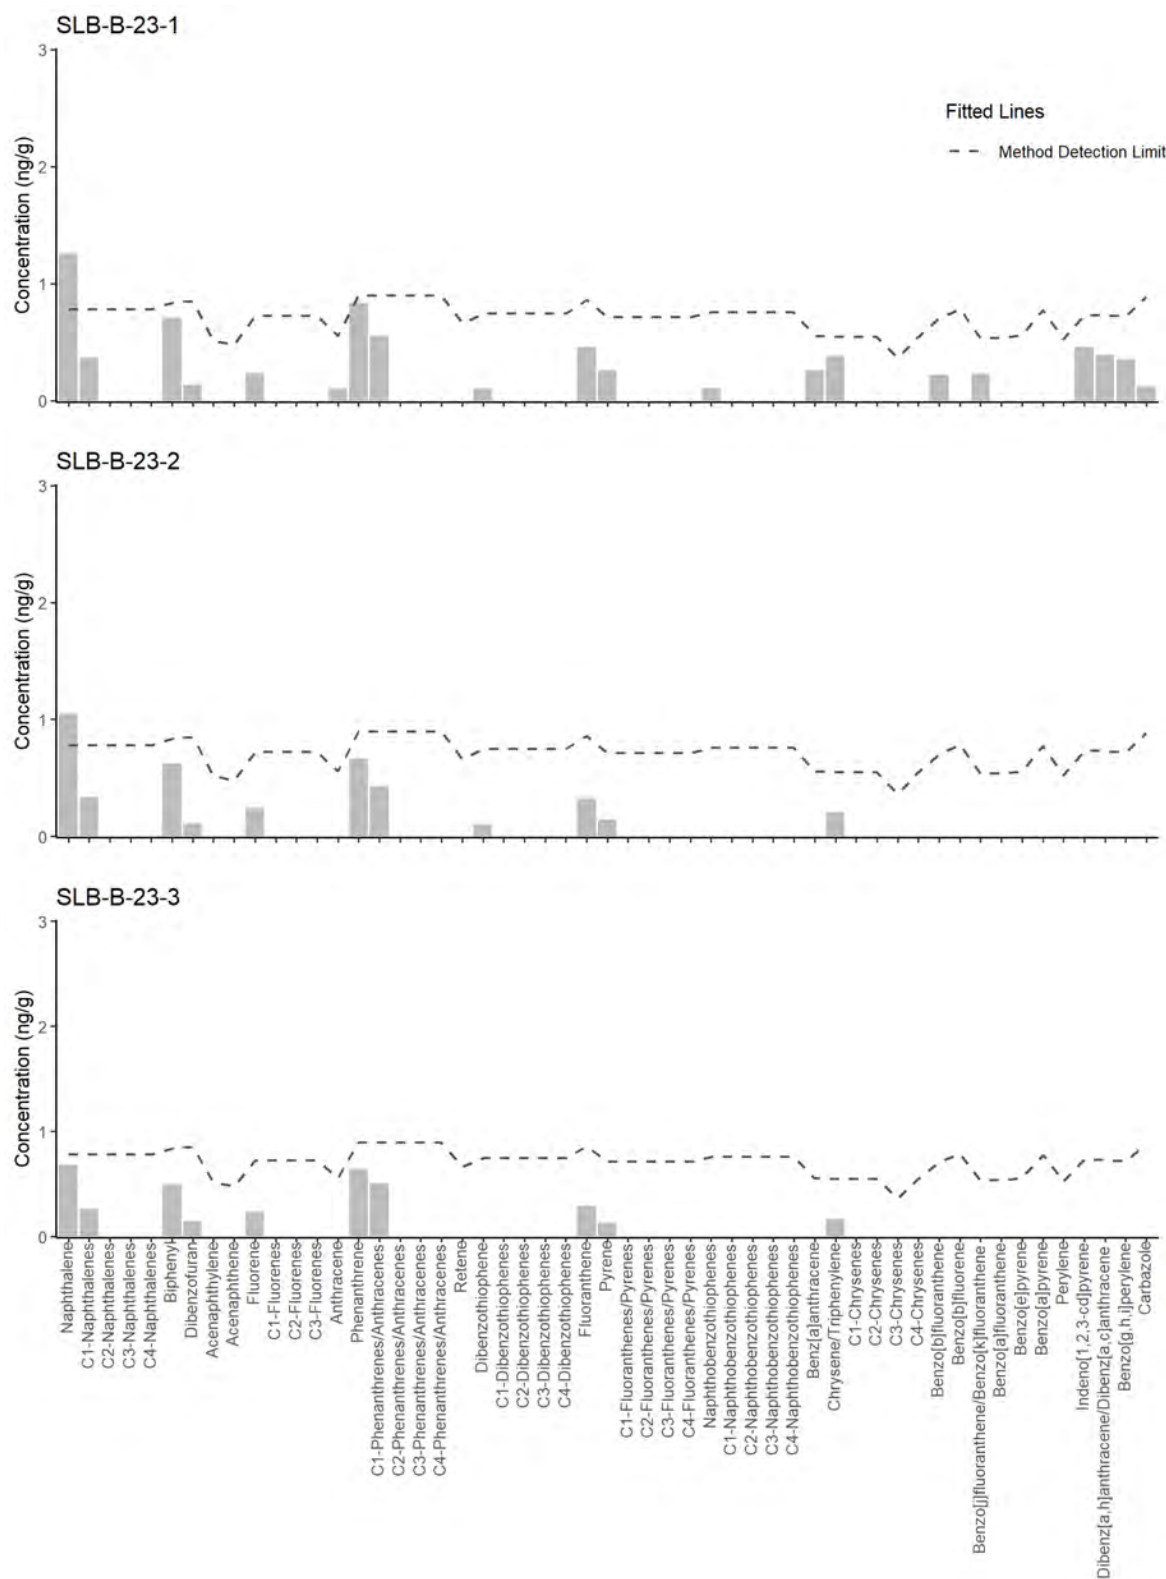 SLB-B-23-1
Concentration (ng/g)
3
2
1
0
Fitted Lines
Method Detection Limit
SLB-B-23-2
Concentration (ng/g)
3
2
1
0
SLB-B-23-3
Concentration (ng/g)
3
2
1
0
Naphthalene
C1-Naphthalenes
C2-Naphthalenes
C3-Naphthalenes
C4-Naphthalenes
Biphenyl
Dibenzofuran
Acenaphthylene
Acenaphthene
Fluorene
C1-Fluorenes
C2-Fluorenes
C3-Fluorenes
Anthracene
Phenanthrene
C1-Phenanthrenes/Anthracenes
C2-Phenanthrenes/Anthracenes
C3-Phenanthrenes/Anthracenes
C4-Phenanthrenes/Anthracenes
Retene
Dibenzothiophene
C1-Dibenzothiophenes
C2-Dibenzothiophenes
C3-Dibenzothiophenes
C4-Dibenzothiophenes
Fluoranthene
Pyrene
C1-Fluoranthenes/Pyrenes
C2-Fluoranthenes/Pyrenes
C3-Fluoranthenes/Pyrenes
C4-Fluoranthenes/Pyrenes
Naphthobenzothiophenes
C1-Naphthobenzothiophenes
C2-Naphthobenzothiophenes
C3-Naphthobenzothiophenes
C4-Naphthobenzothiophenes
Benz[a]anthracene
Chrysene/Triphenylene
C1-Chrysenes
C2-Chrysenes
C3-Chrysenes
C4-Chrysenes
Benzo[b]fluoranthene
Benzo[b]fluorene
Benzo[j]fluoranthene/Benzo[k]fluoranthene
Benzo[a]fluoranthene
Benzo[e]pyrene
Benzo[a]pyrene
Perylene
Indeno[1,2,3-cd]pyrene
Dibenz[a,h]anthracene/Dibenz[a,c]anthracene
Benzo[g,h,i]perylene
Carbazole